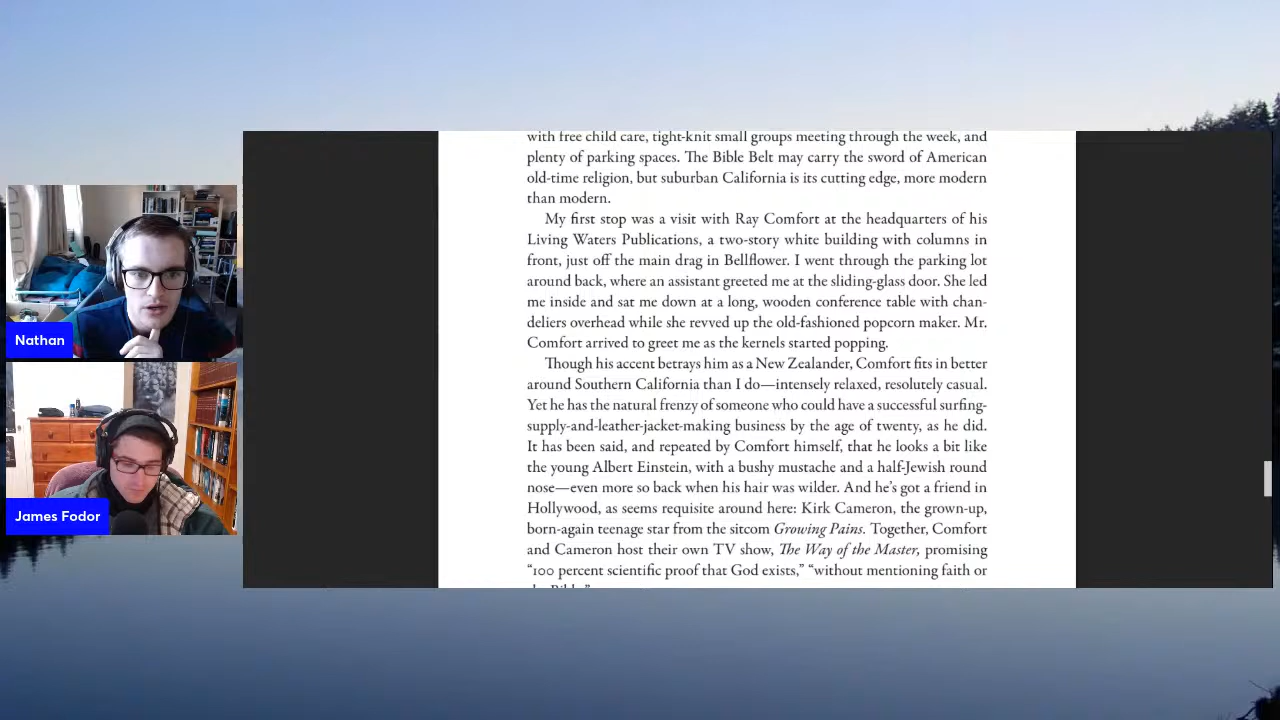 with free child care, tight-knit small groups meeting through the week, and
plenty of parking spaces. The Bible Belt may carry the sword of American
old-time religion, but suburban California is its cutting edge, more modern
than modern.
My first stop was a visit with Ray Comfort at the headquarters of his
Living Waters Publications, a two-story white building with columns in
front, just off the main drag in Bellflower. I went through the parking lot
around back, where an assistant greeted me at the sliding-glass door. She led
me inside and sat me down at a long, wooden conference table with chan-
deliers overhead while she revved up the old-fashioned popcorn maker. Mr.
Comfort arrived to greet me as the kernels started popping.
Though his accent betrays him as a New Zealander, Comfort fits in better
around Southern California than I do—intensely relaxed, resolutely casual.
Yet he has the natural frenzy of someone who could have a successful surfing-
supply-and-leather-jacket-making business by the age of twenty, as he did.
It has been said, and repeated by Comfort himself, that he looks a bit like
the young Albert Einstein, with a bushy mustache and a half-Jewish round
nose—even more so back when his hair was wilder. And he's got a friend in
Hollywood, as seems requisite around here: Kirk Cameron, the grown-up,
born-again teenage star from the sitcom Growing Pains. Together, Comfort
and Cameron host their own TV show, The Way of the Master, promising
“100 percent scientific proof that God exists,” “without mentioning faith or
Nathan
James Fodor